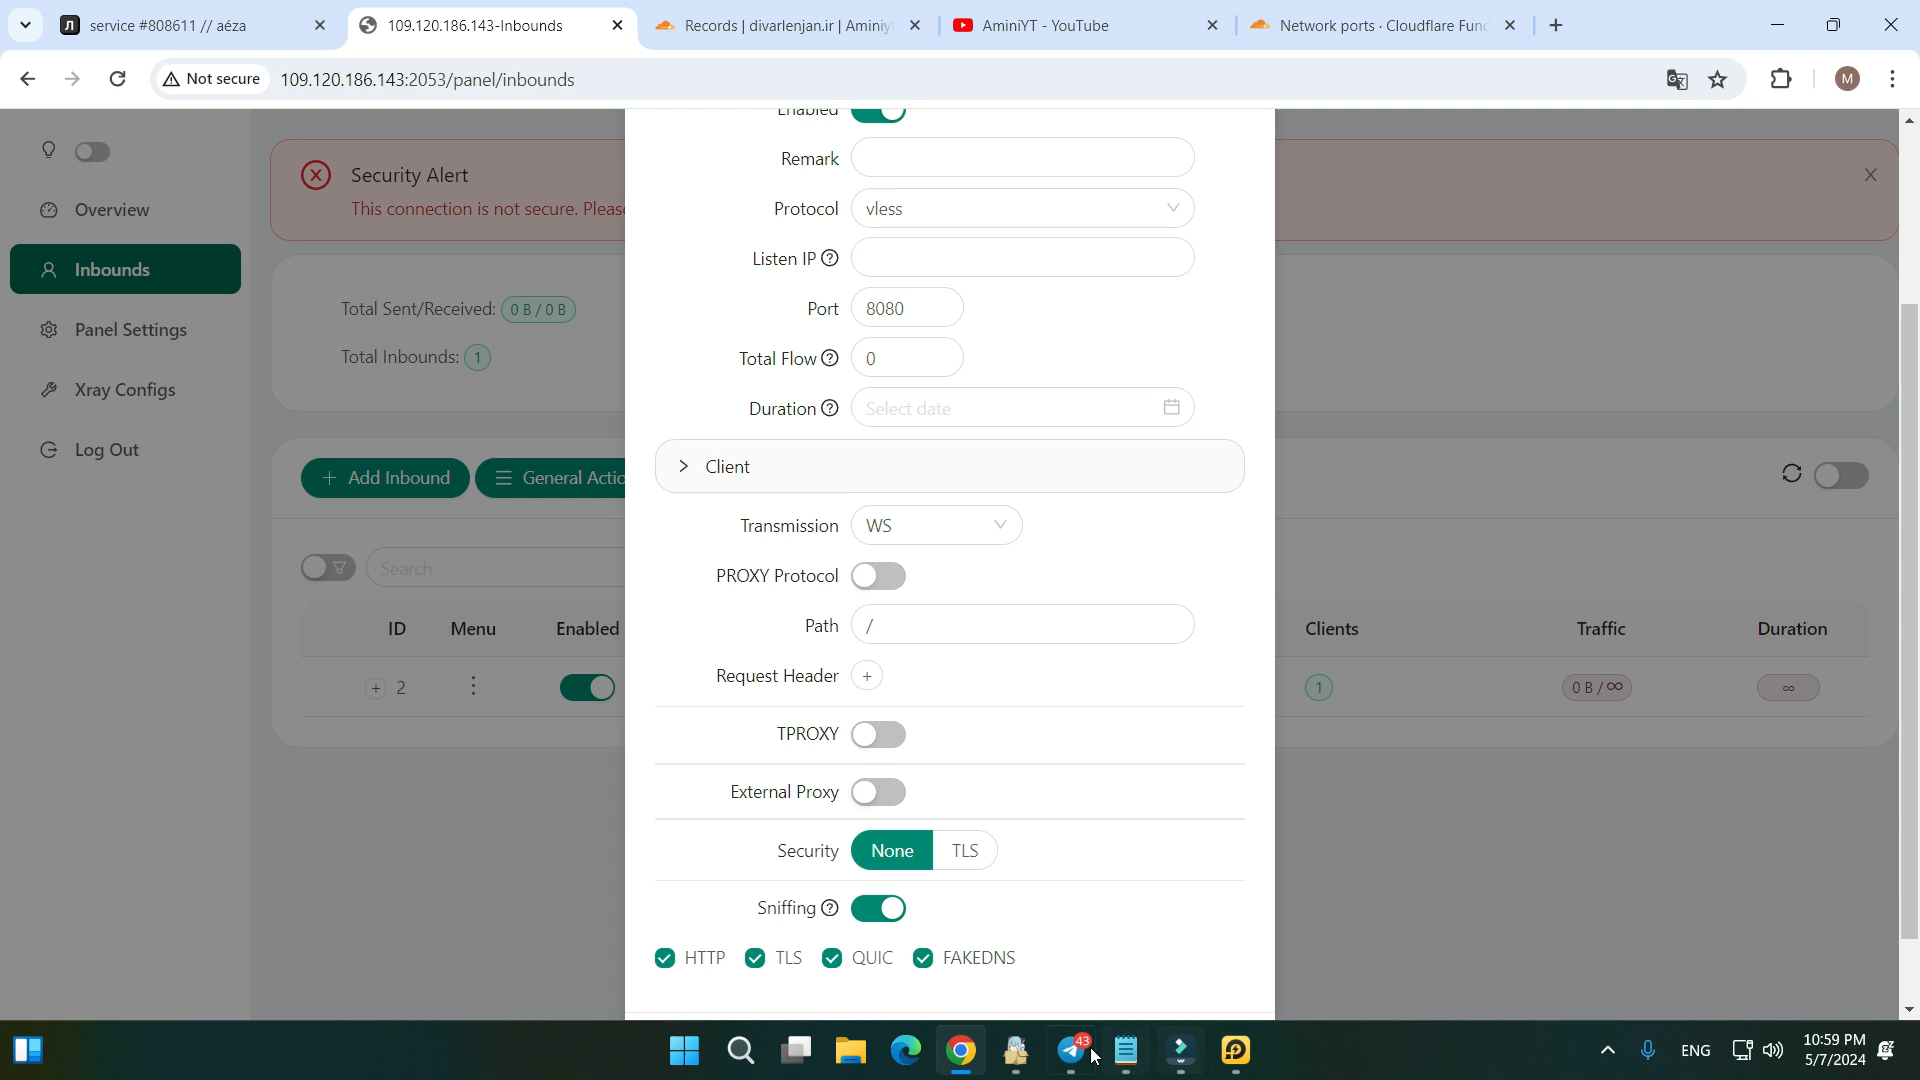 service #808611 // aéza
109.120.186.143-Inbounds
Records | divarlenjan.ir | Aminiy
AminiYT - YouTube
Network ports · Cloudflare Fund
Not secure
109.120.186.143:2053/panel/inbounds
M
Overview
Inbounds
Panel Settings
Xray Configs
Log Out
Security Alert
This connection is not secure. Please
Total Sent/Received: 0 B / 0 B
Total Inbounds: 1
+ Add Inbound
General Actio
Search
ID Menu Enabled Clients Traffic Duration
+ 2 1 0 B / ∞ ∞
Enabled
Remark
Protocol vless
Listen IP ?
Port 8080
Total Flow ? 0
Duration ? Select date
> Client
Transmission WS
PROXY Protocol
Path /
Request Header +
TPROXY
External Proxy
Security None TLS
Sniffing ?
HTTP TLS QUIC FAKEDNS
43
ENG
10:59 PM
5/7/2024